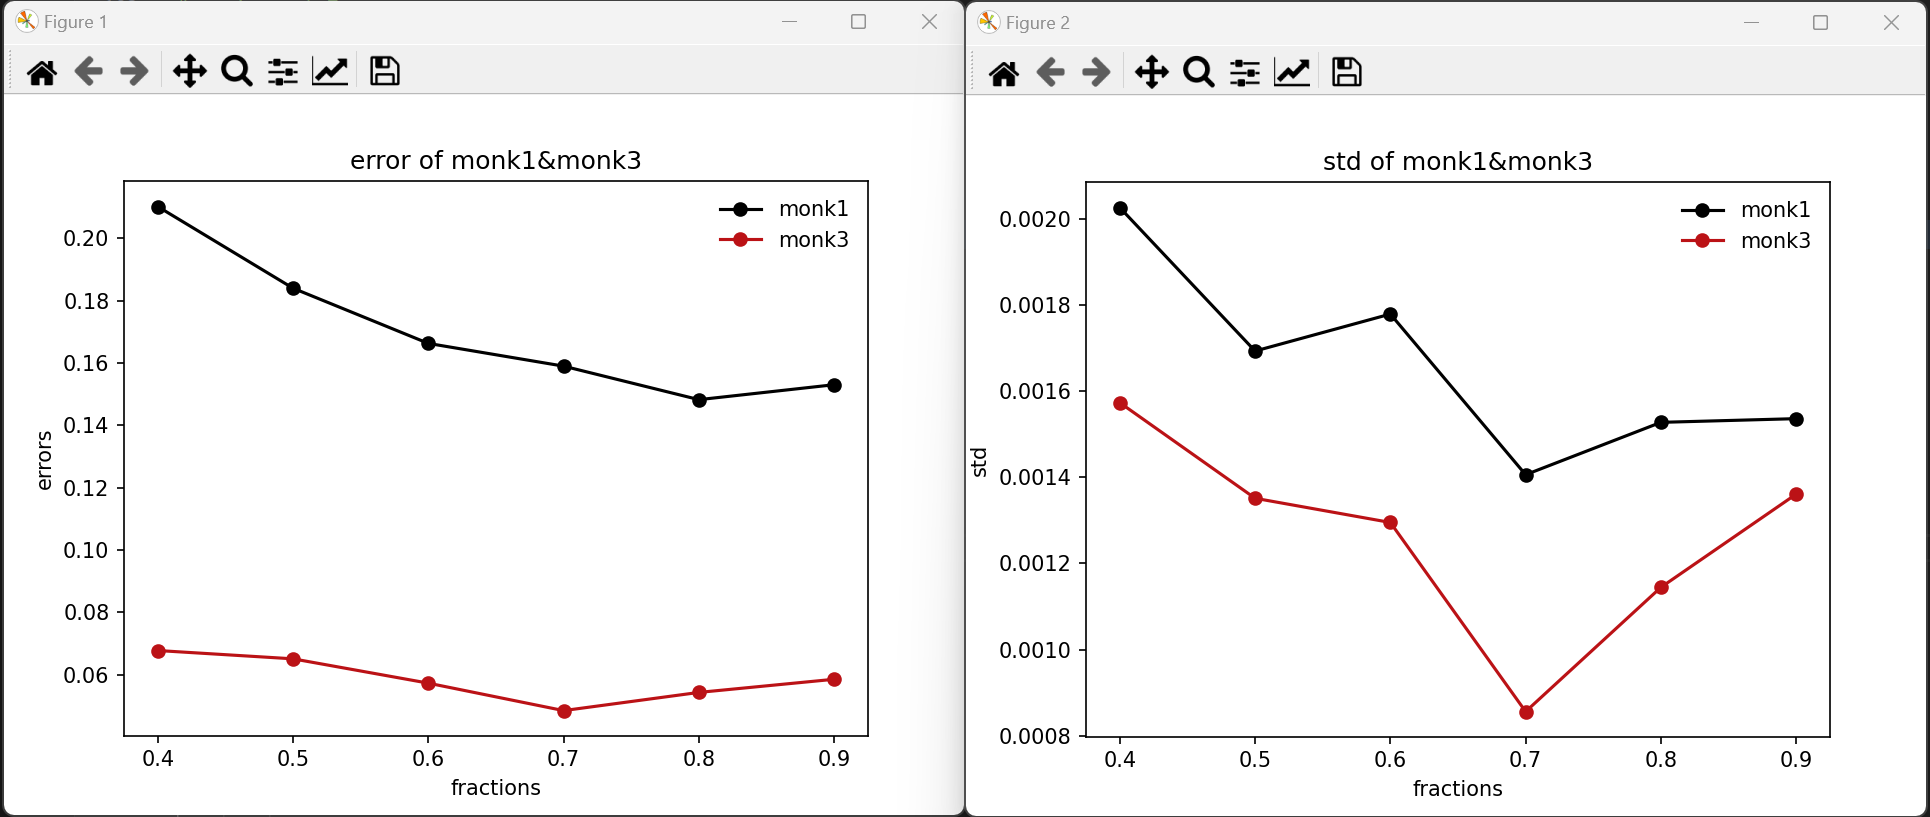 Figure 1
error of monk1&monk3
monk1
monk3
0.20
0.18
0.16
0.14
0.12
0.10
0.08
0.06
errors
0.4 0.5 0.6 0.7 0.8 0.9
fractions
Figure 2
std of monk1&monk3
monk1
monk3
0.0020
0.0018
0.0016
0.0014
0.0012
0.0010
0.0008
std
0.4 0.5 0.6 0.7 0.8 0.9
fractions